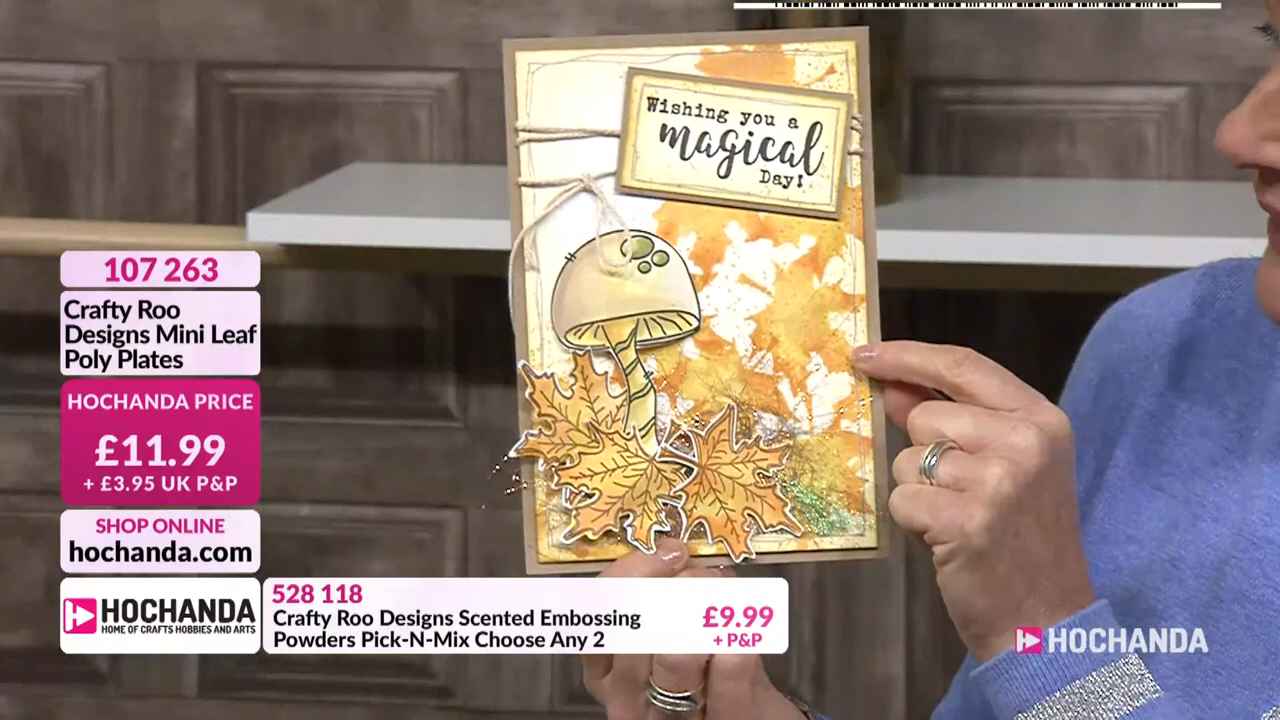 Wishing you a
magical
Day!
107 263
Crafty Roo
Designs Mini Leaf
Poly Plates
HOCHANDA PRICE
£11.99
+ £3.95 UK P&P
SHOP ONLINE
hochanda.com
HOCHANDA
HOME OF CRAFTS HOBBIES AND ARTS
528 118
Crafty Roo Designs Scented Embossing
Powders Pick-N-Mix Choose Any 2
£9.99
+ P&P
HOCHANDA